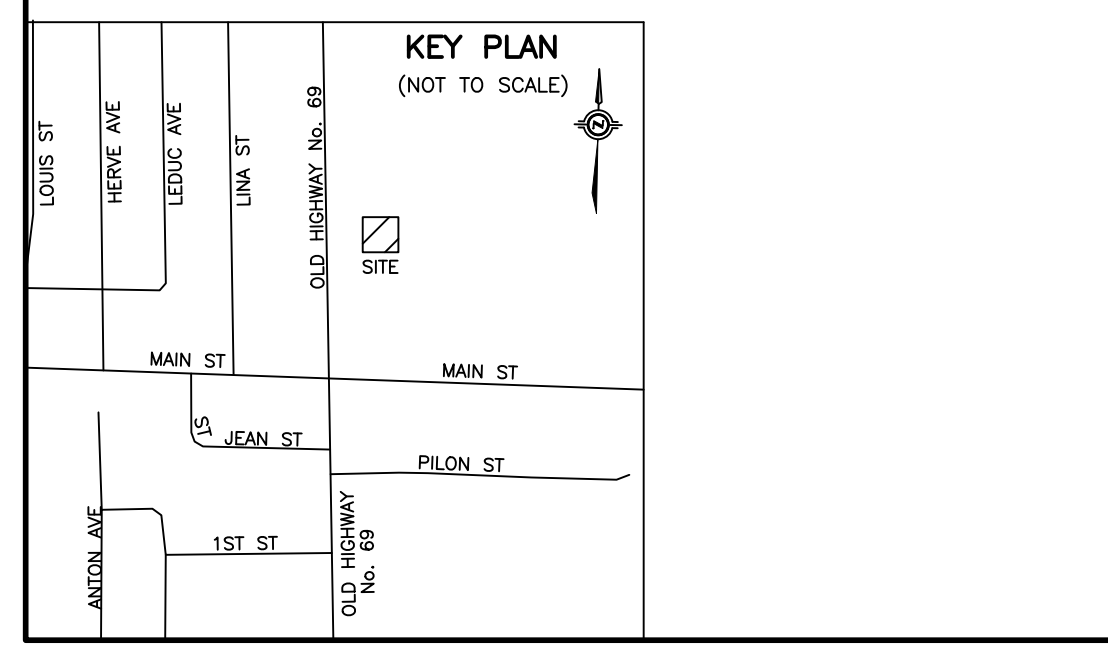 KEY PLAN
(NOT TO SCALE)
N
LOUIS ST
HERVE AVE
LEDUC AVE
LINA ST
OLD HIGHWAY No. 69
SITE
MAIN ST
MAIN ST
ST
JEAN ST
PILON ST
ANTON AVE
1ST ST
OLD HIGHWAY
No. 69